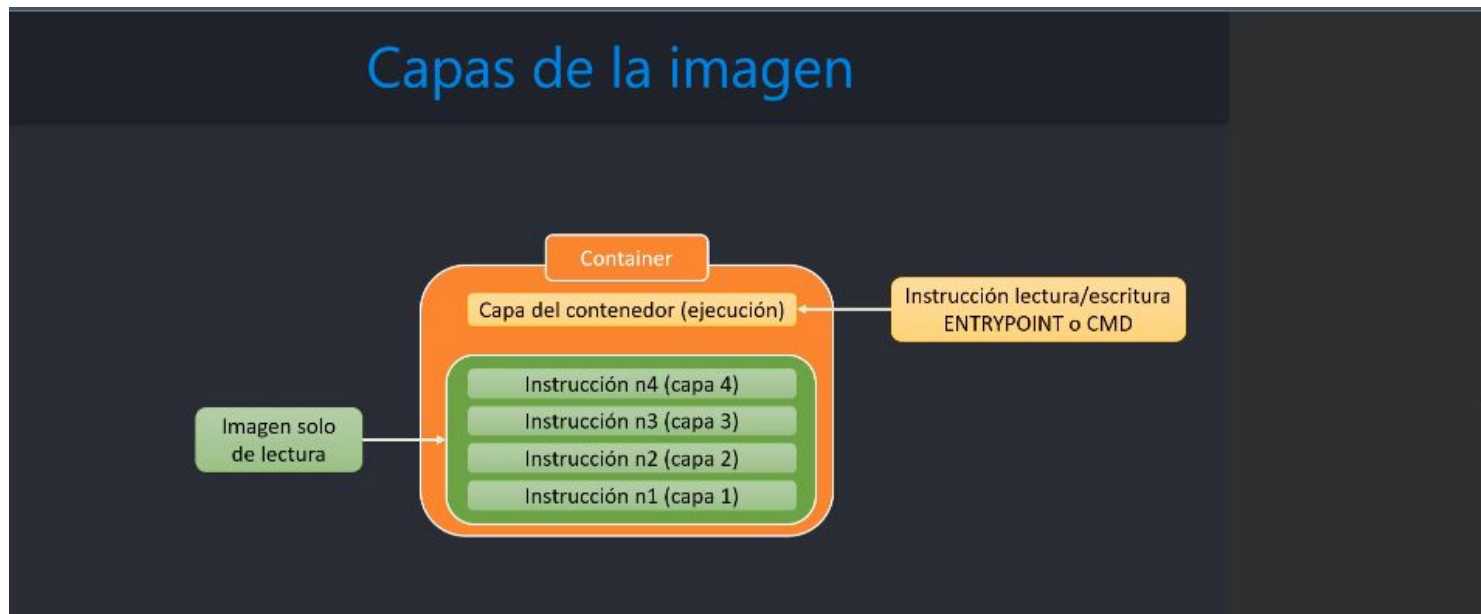 Capas de la imagen
Container
Capa del contenedor (ejecución)
Instrucción lectura/escritura
ENTRYPOINT o CMD
Instrucción n4 (capa 4)
Instrucción n3 (capa 3)
Instrucción n2 (capa 2)
Instrucción n1 (capa 1)
Imagen solo
de lectura